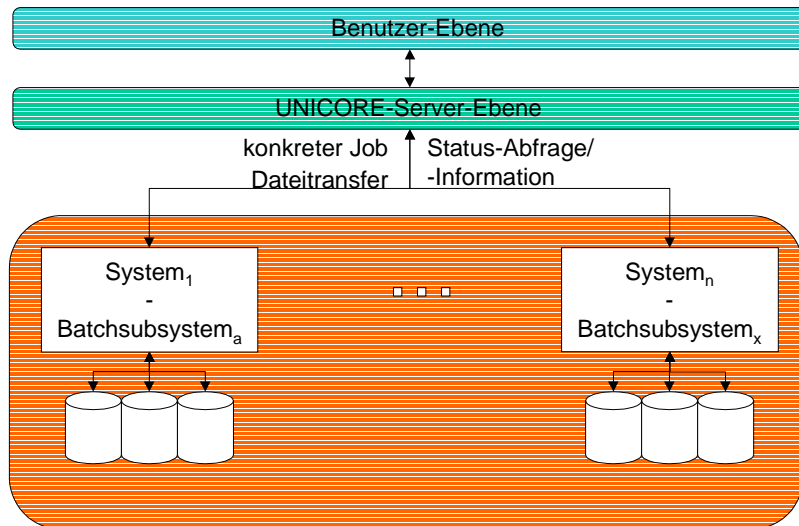 Benutzer-Ebene
UNICORE-Server-Ebene
konkreter Job
Dateitransfer
Status-Abfrage/
-Information
System₁
-
Batchsubsystemₐ
Systemₙ
-
Batchsubsystemₓ